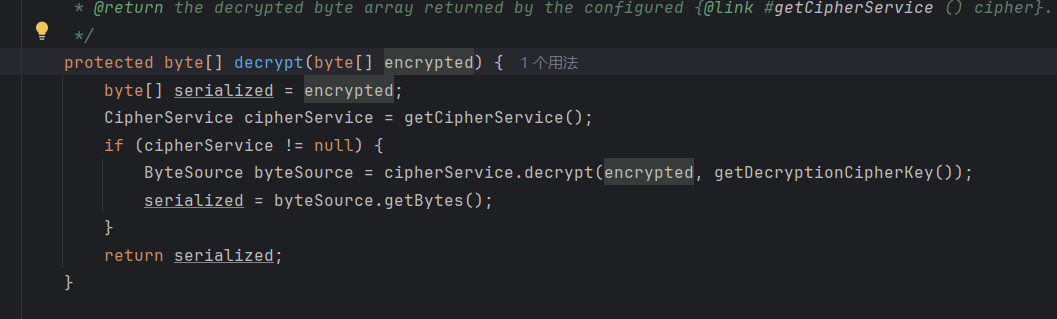 * @return the decrypted byte array returned by the configured {@link #getCipherService () cipher}.
*/
protected byte[] decrypt(byte[] encrypted) { 1个用法
byte[] serialized = encrypted;
CipherService cipherService = getCipherService();
if (cipherService != null) {
ByteSource byteSource = cipherService.decrypt(encrypted, getDecryptionCipherKey());
serialized = byteSource.getBytes();
}
return serialized;
}